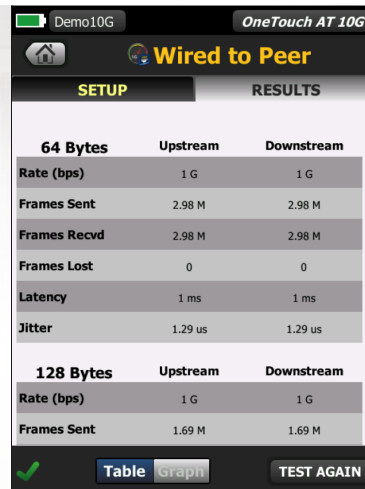 Demo10G OneTouch AT 10G
Wired to Peer
SETUP RESULTS
64 Bytes Upstream Downstream
Rate (bps) 1 G 1 G
Frames Sent 2.98 M 2.98 M
Frames Recvd 2.98 M 2.98 M
Frames Lost 0 0
Latency 1 ms 1 ms
Jitter 1.29 us 1.29 us
128 Bytes Upstream Downstream
Rate (bps) 1 G 1 G
Frames Sent 1.69 M 1.69 M
Table Graph TEST AGAIN